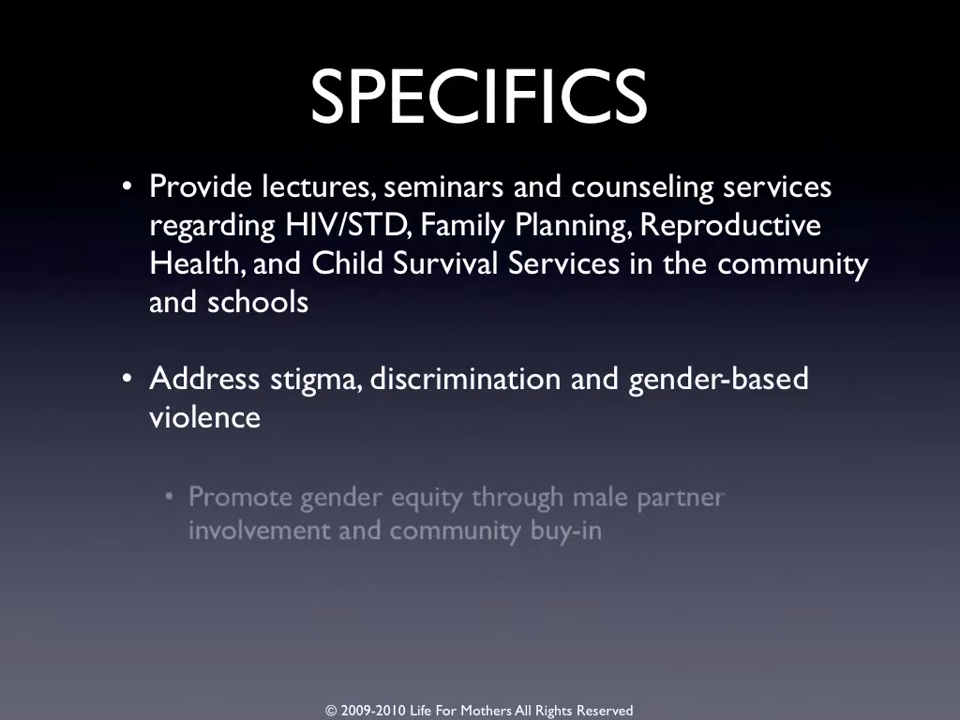 SPECIFICS
• Provide lectures, seminars and counseling services
regarding HIV/STD, Family Planning, Reproductive
Health, and Child Survival Services in the community
and schools
• Address stigma, discrimination and gender-based
violence
• Promote gender equity through male partner
involvement and community buy-in
© 2009-2010 Life For Mothers All Rights Reserved